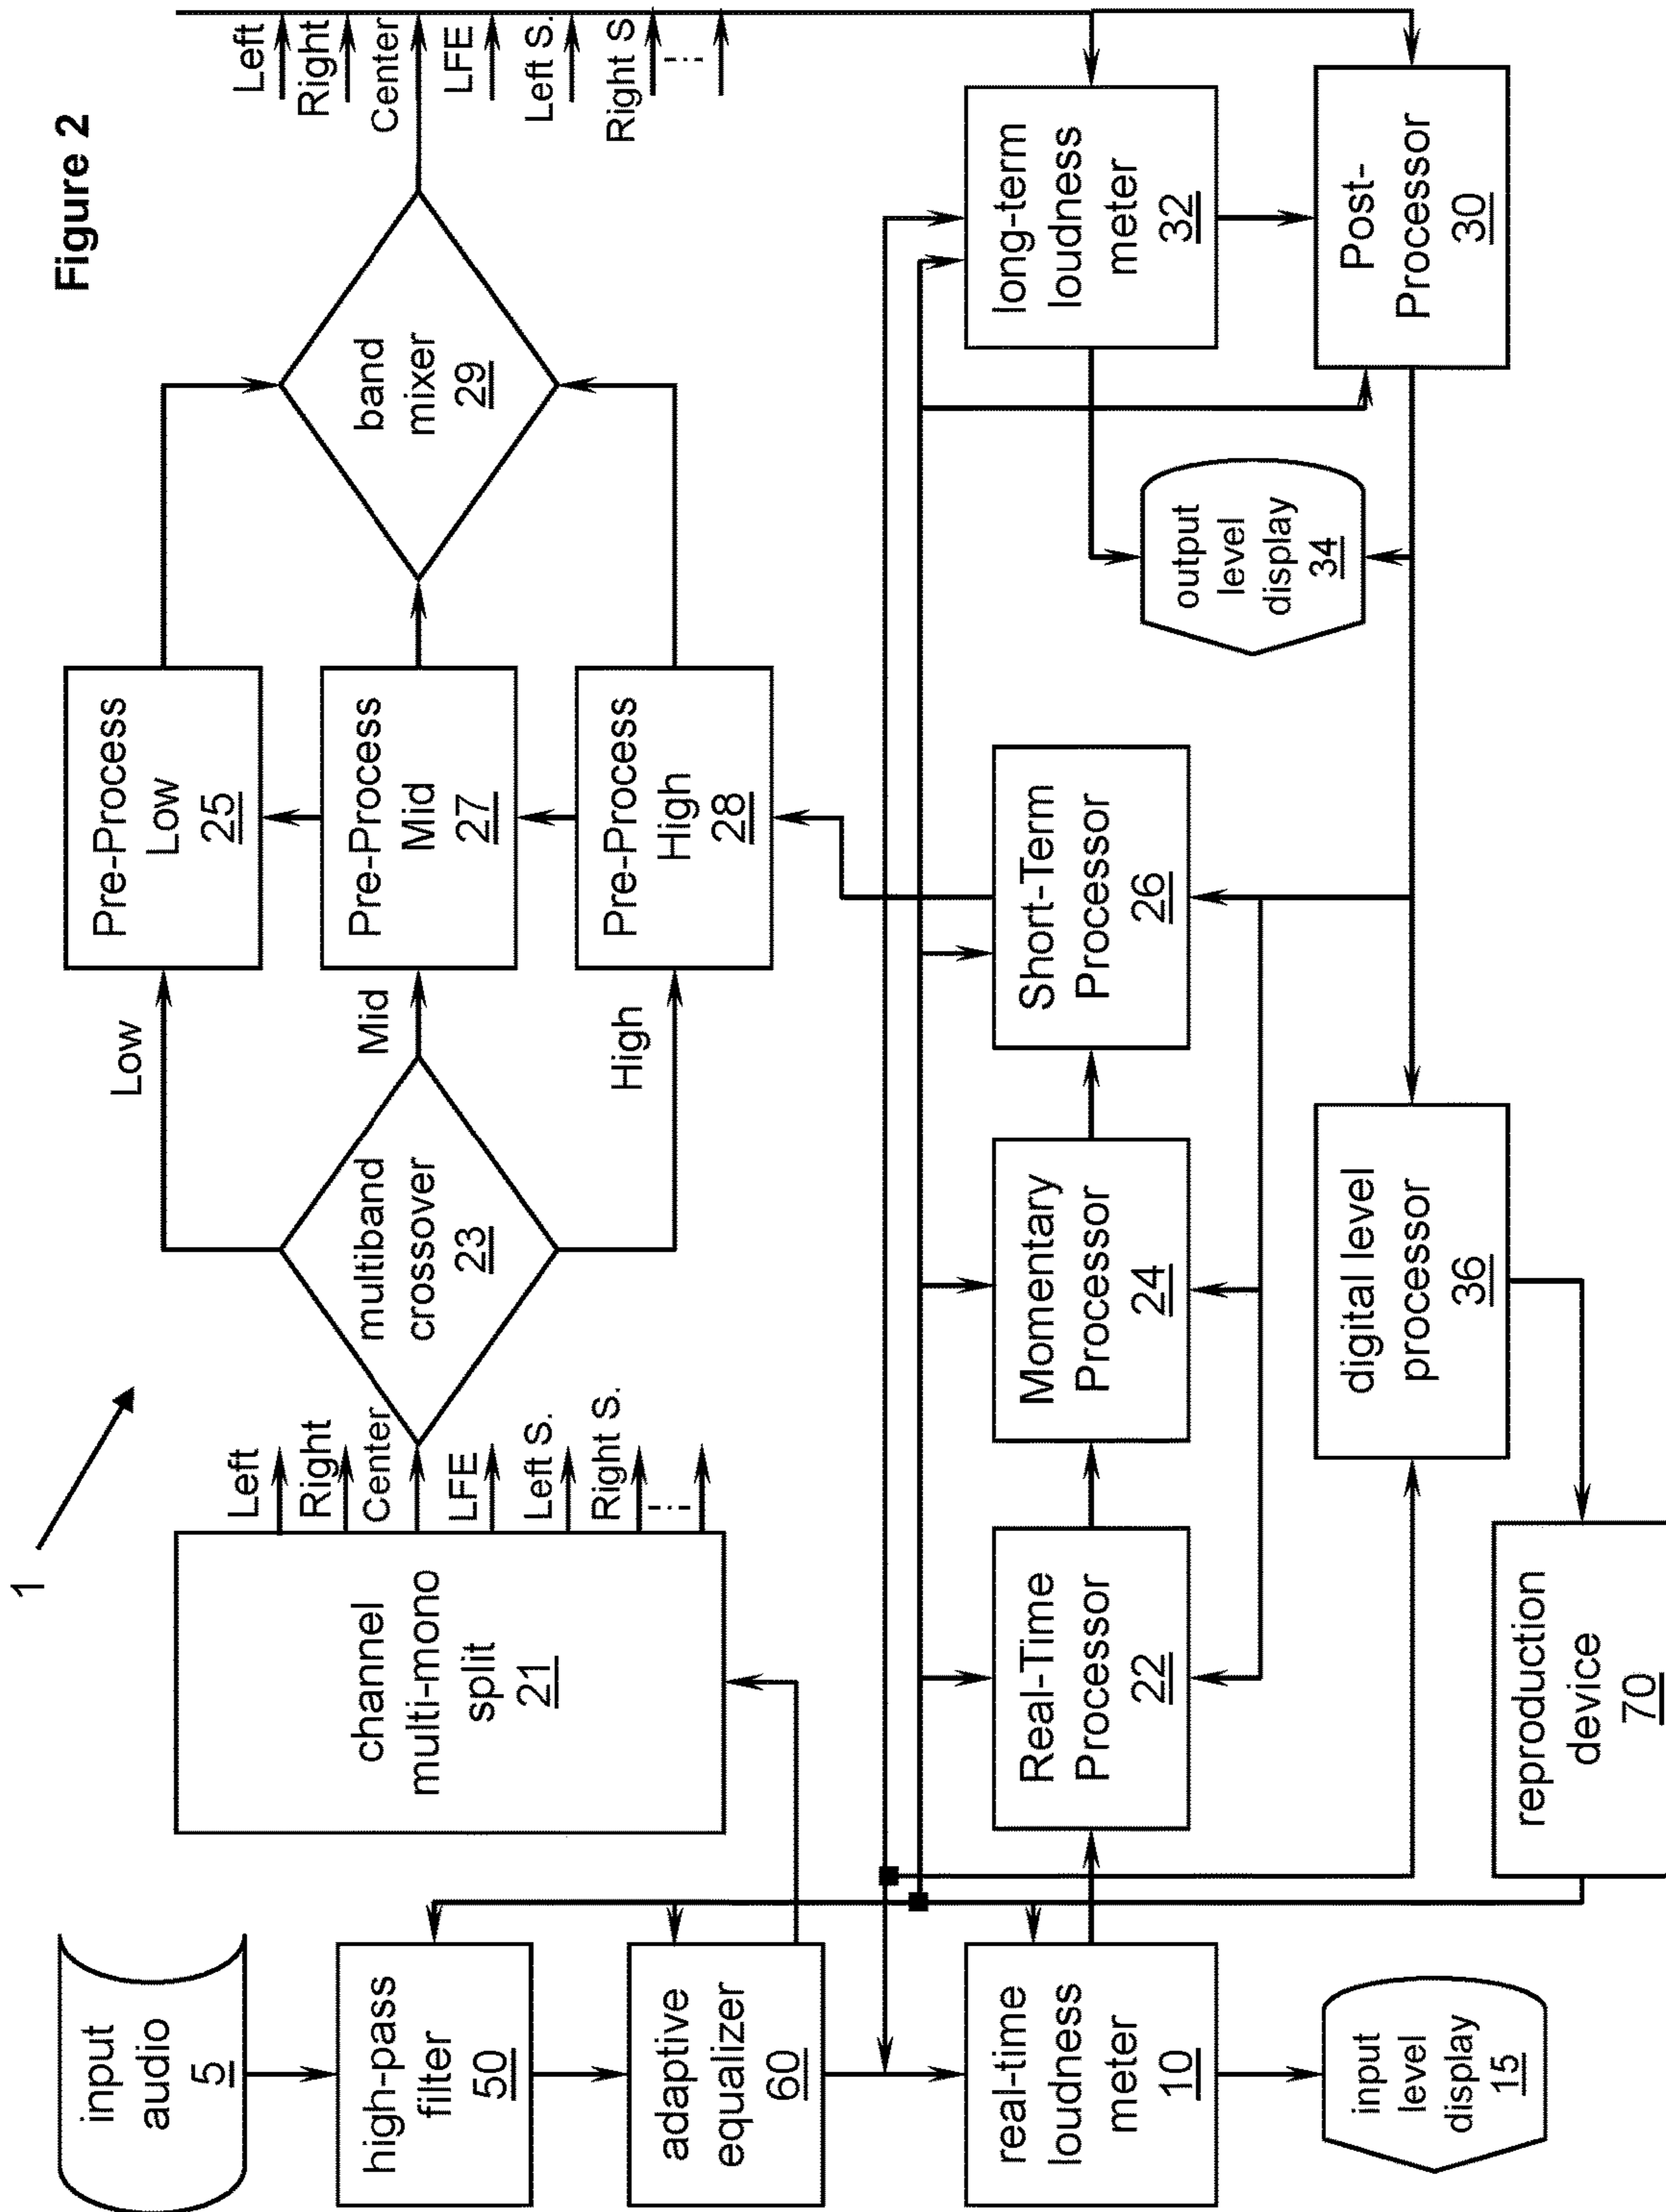 Figure 2
1
input
audio
5
high-pass
filter
50
adaptive
equalizer
60
real-time
loudness
meter
10
input
level
display
15
channel
multi-mono
split
21
Left
Right
Center
LFE
Left S.
Right S.
...
multiband
crossover
23
Low
Mid
High
Pre-Process
Low
25
Pre-Process
Mid
27
Pre-Process
High
28
band
mixer
29
Left
Right
Center
LFE
Left S.
Right S
...
Real-Time
Processor
22
Momentary
Processor
24
Short-Term
Processor
26
long-term
loudness
meter
32
output
level
display
34
Post-
Processor
30
digital level
processor
36
reproduction
device
70